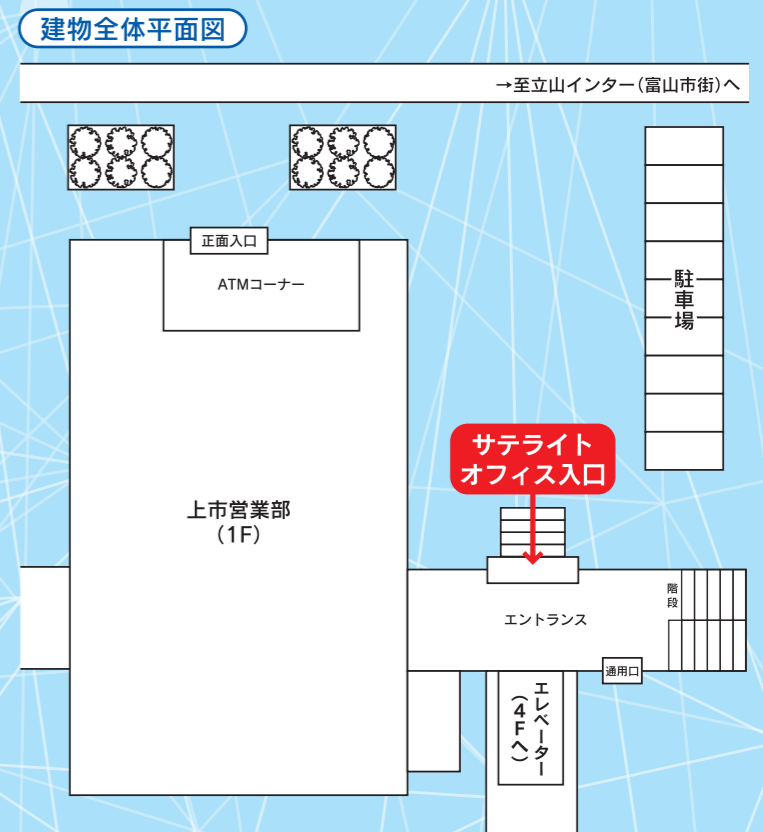 建物全体平面図
→至立山インター(富山市街)へ
正面入口
ATMコーナー
駐車場
サテライト
オフィス入口
上市営業部
(1F)
階段
エントランス
通用口
エレベーター
(4Fへ)